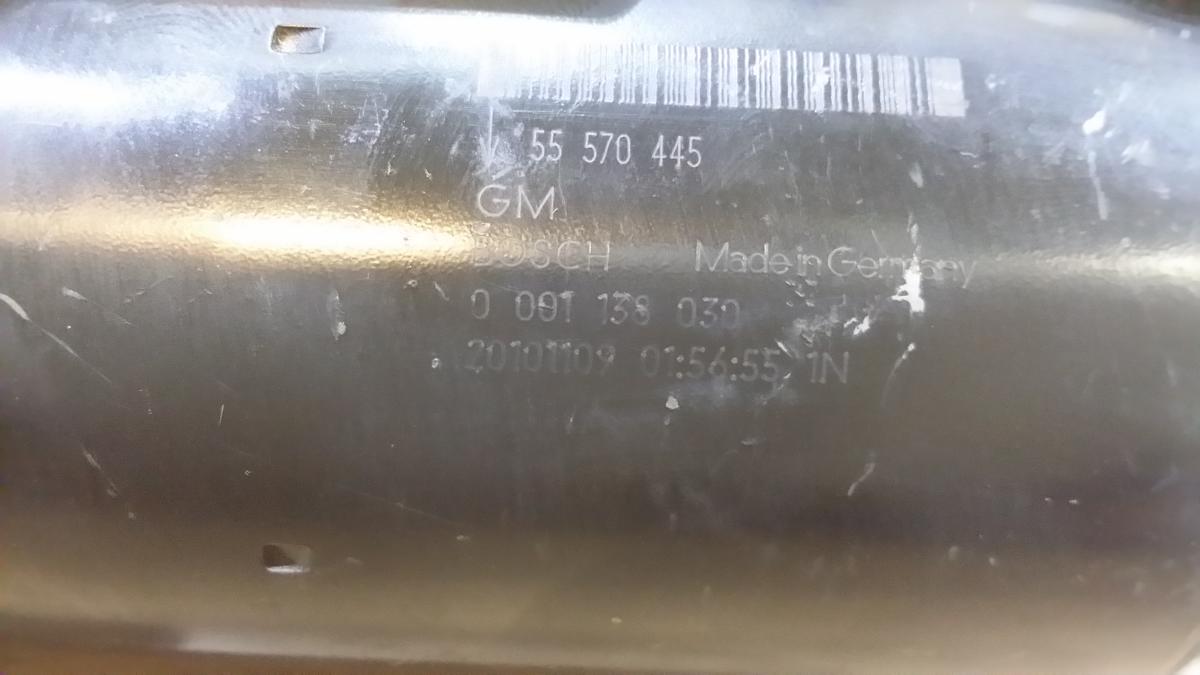 55 570 445
GM
BOSCH Made in Germany
0 001 138 030
20101109 01:56:55 1N